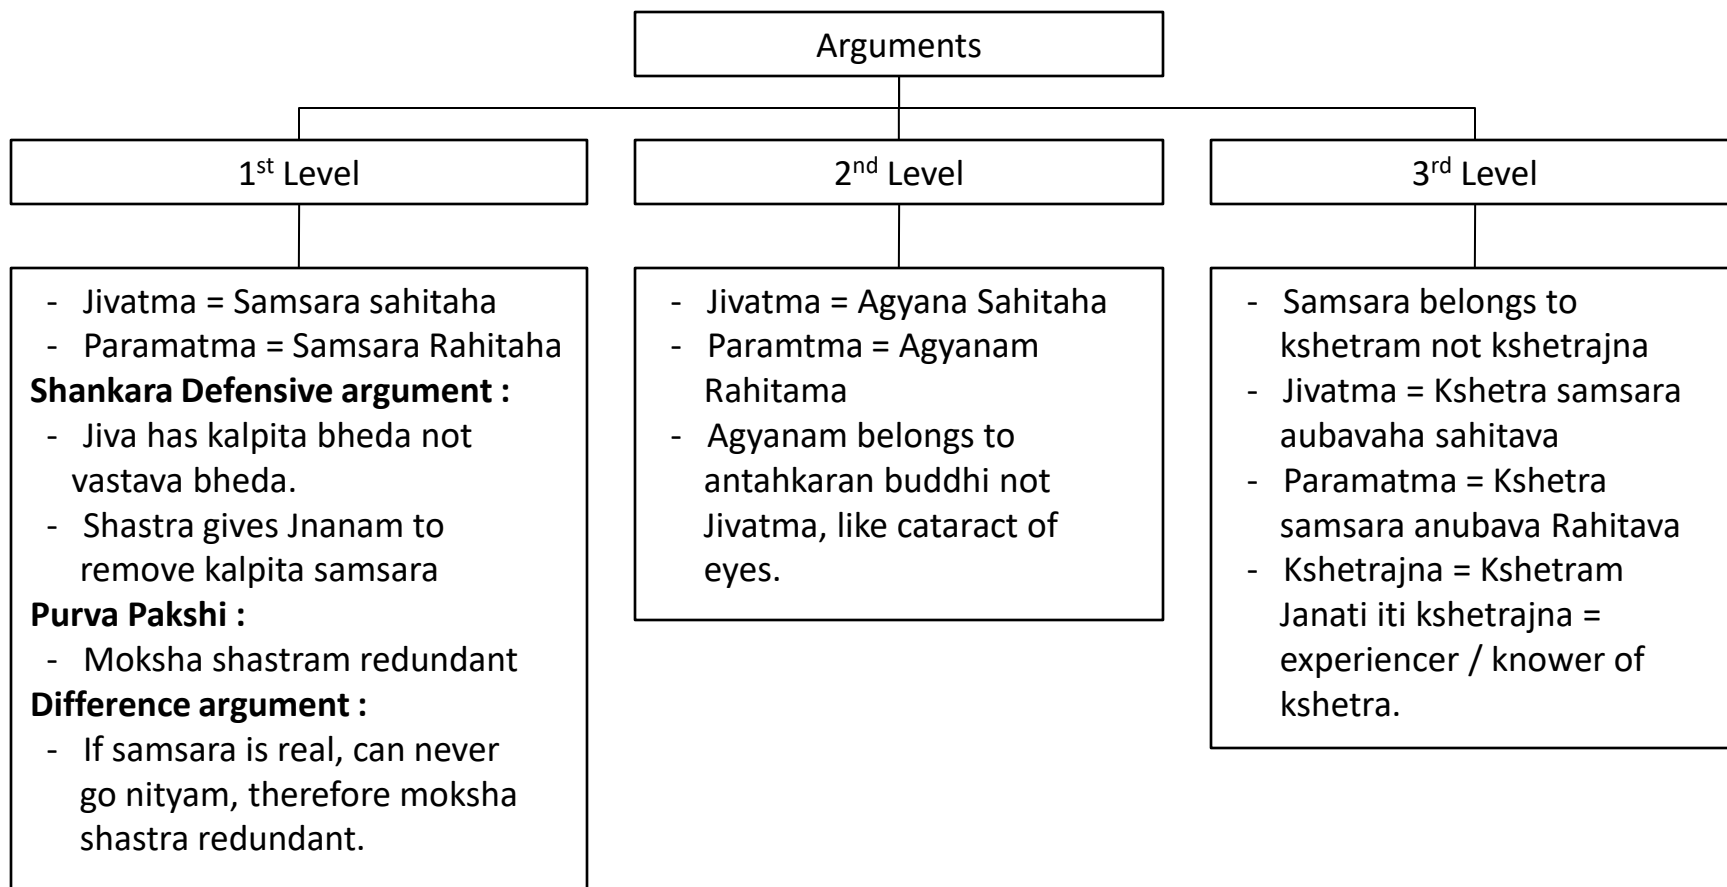 Arguments
1st Level
- Jivatma = Samsara sahitaha
- Paramatma = Samsara Rahitaha
Shankara Defensive argument :
- Jiva has kalpita bheda not
vastava bheda.
- Shastra gives Jnanam to
remove kalpita samsara
Purva Pakshi :
- Moksha shastram redundant
Difference argument :
- If samsara is real, can never
go nityam, therefore moksha
shastra redundant.
2nd Level
- Jivatma = Agyana Sahitaha
- Paramtma = Agyanam
Rahitama
- Agyanam belongs to
antahkaran buddhi not
Jivatma, like cataract of
eyes.
3rd Level
- Samsara belongs to
kshetram not kshetrajna
- Jivatma = Kshetra samsara
aubavaha sahitava
- Paramatma = Kshetra
samsara anubava Rahitava
- Kshetrajna = Kshetram
Janati iti kshetrajna =
experiencer / knower of
kshetra.